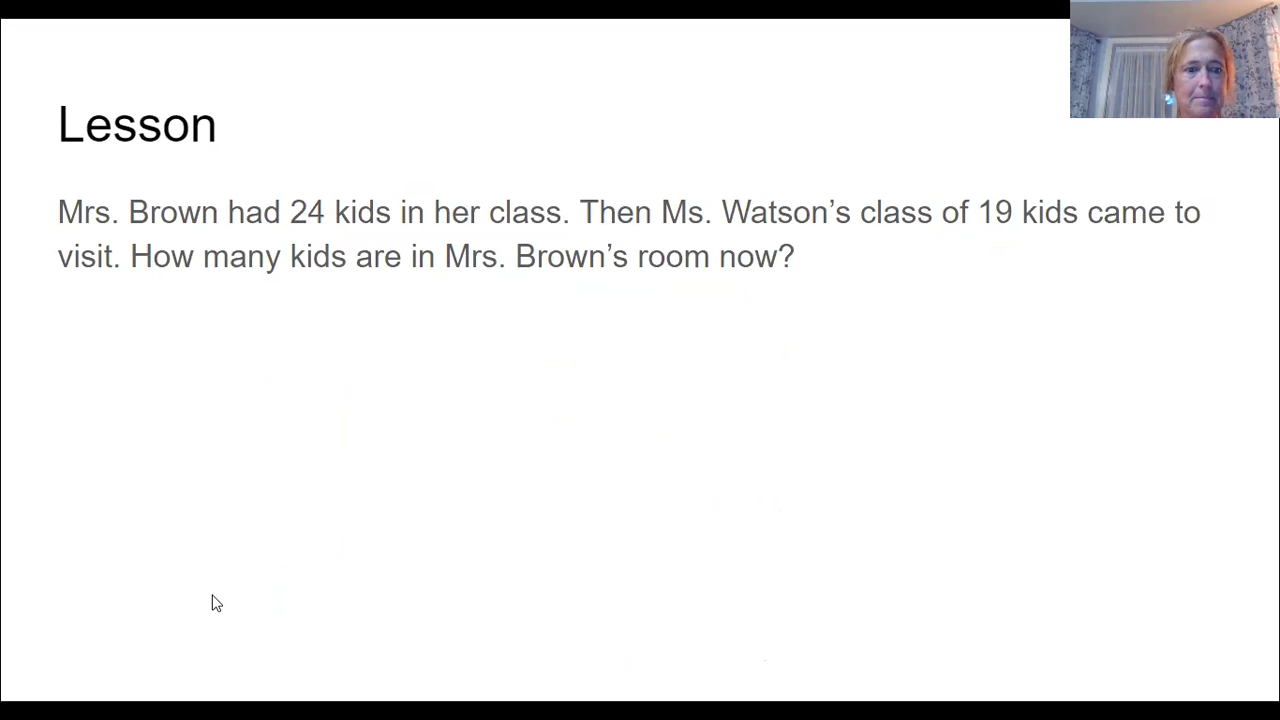 Lesson
Mrs. Brown had 24 kids in her class. Then Ms. Watson’s class of 19 kids came to
visit. How many kids are in Mrs. Brown’s room now?